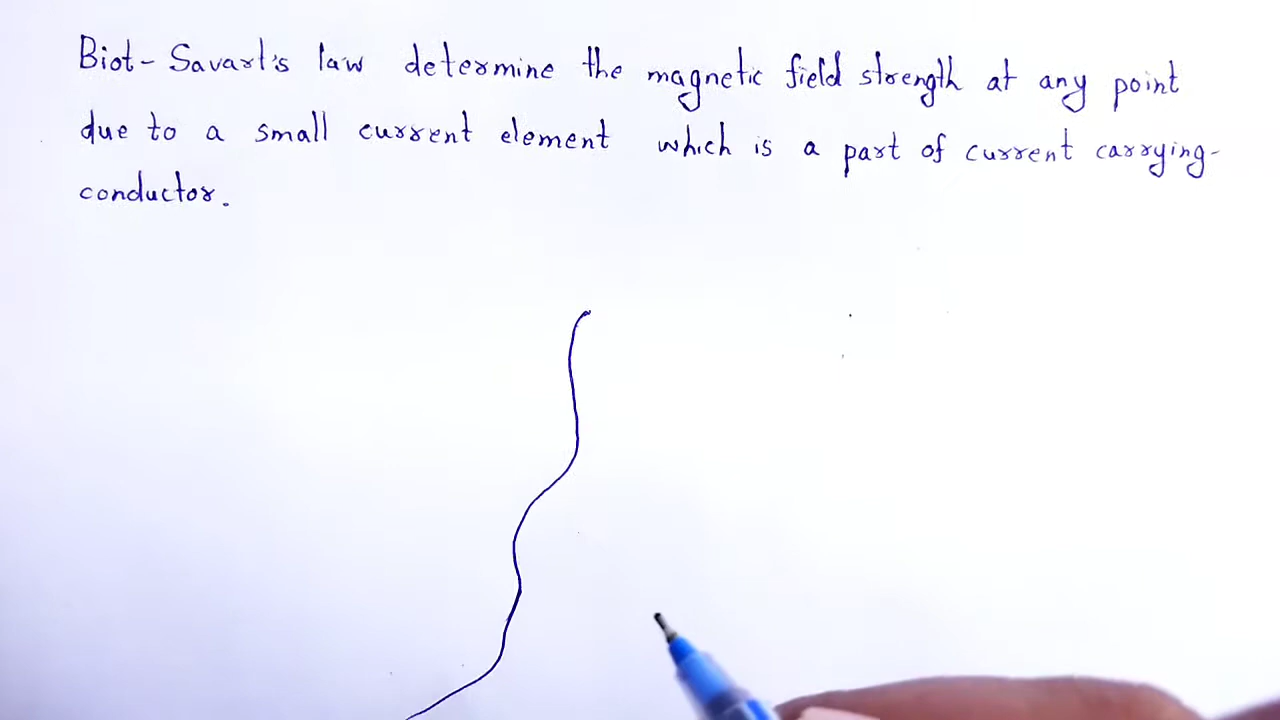 Biot-Savart's law determine the magnetic field strength at any point
due to a small current element which is a part of current carrying-
conductor.